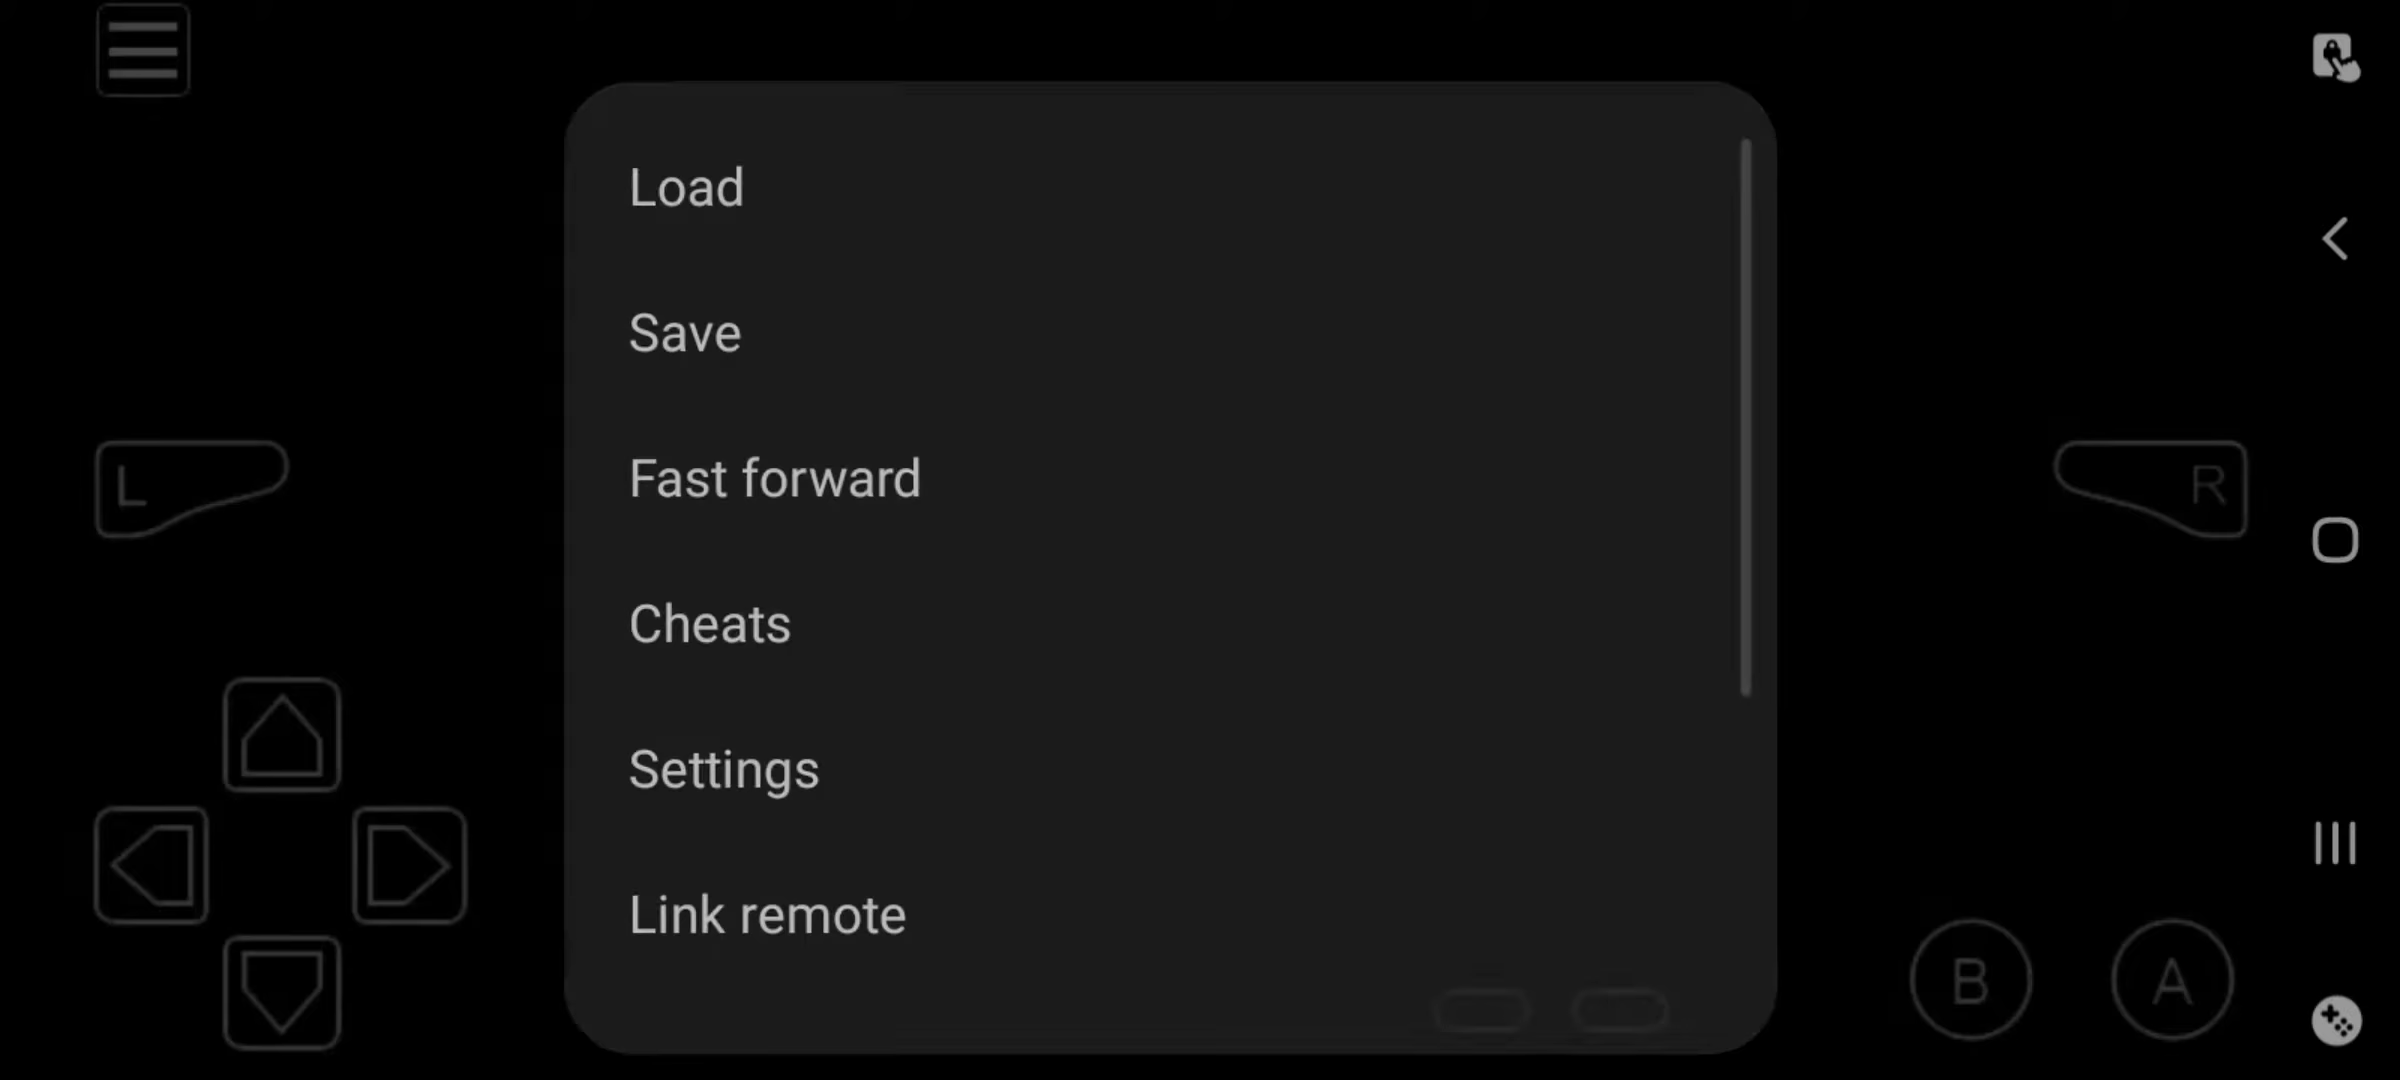 Load
Save
Fast forward
L
R
Cheats
Settings
Link remote
B
A